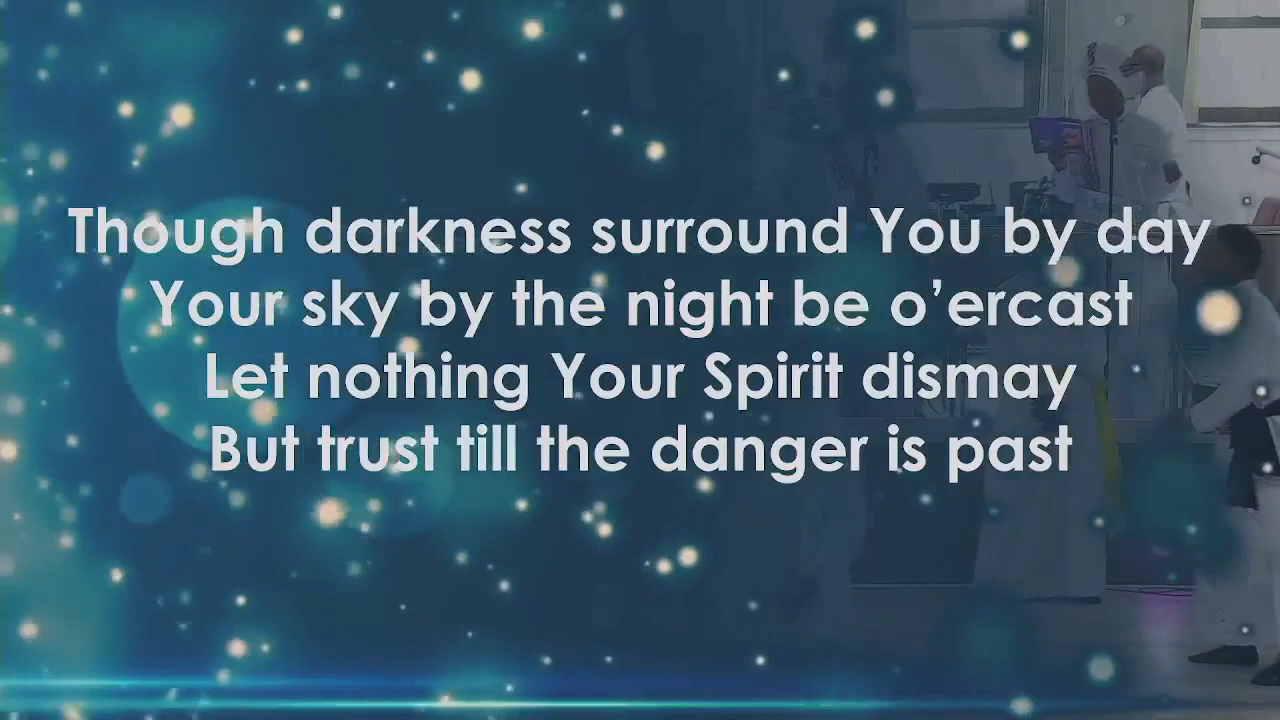 Though darkness surround You by day
Your sky by the night be o’ercast
Let nothing Your Spirit dismay
But trust till the danger is past